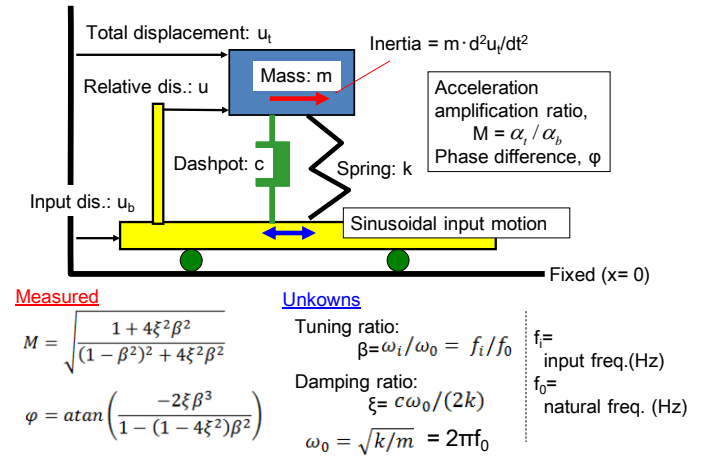 Total displacement: uₜ
Inertia = m· d²uₜ/dt²
Mass: m
Relative dis.: u
Acceleration
amplification ratio,
M = αₜ / α_b
Phase difference, φ
Dashpot: c
Spring: k
Input dis.: u_b
Sinusoidal input motion
Fixed (x= 0)
Measured
M = √((1 + 4ξ²β²)/((1 − β²)² + 4ξ²β²))
φ = atan(−2ξβ³/(1 − (1 − 4ξ²)β²))
Unkowns
Tuning ratio:
β=ωᵢ/ω₀ = fᵢ/f₀
Damping ratio:
ξ= cω₀/(2k)
ω₀ = √(k/m) = 2πf₀
fᵢ=
input freq.(Hz)
f₀=
natural freq. (Hz)